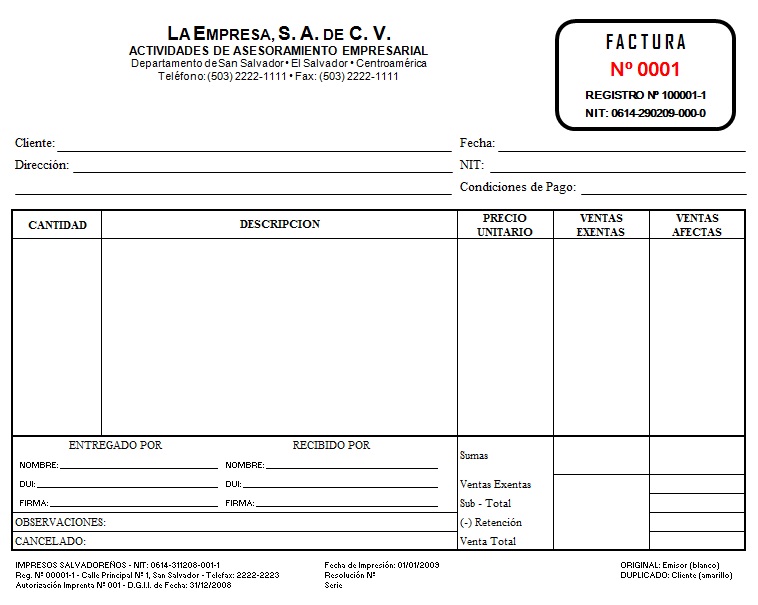 LA EMPRESA, S. A. DE C. V.
ACTIVIDADES DE ASESORAMIENTO EMPRESARIAL
Departamento de San Salvador • El Salvador • Centroamérica
Teléfono: (503) 2222-1111 • Fax: (503) 2222-1111
FACTURA
Nº 0001
REGISTRO Nº 100001-1
NIT: 0614-290209-000-0
Cliente: Fecha:
Dirección: NIT:
Condiciones de Pago:
CANTIDAD DESCRIPCION PRECIO UNITARIO VENTAS EXENTAS VENTAS AFECTAS
ENTREGADO POR RECIBIDO POR
NOMBRE: NOMBRE:
DUI: DUI:
FIRMA: FIRMA:
OBSERVACIONES:
CANCELADO:
Sumas
Ventas Exentas
Sub - Total
(-) Retención
Venta Total
IMPRESOS SALVADOREÑOS - NIT: 0614-311208-001-1
Reg. Nº 00001-1 - Calle Principal Nº 1, San Salvador - Telefax: 2222-2223
Autorización Imprenta Nº 001 - D.G.I.I. de Fecha: 31/12/2008
Fecha de Impresión: 01/01/2009
Resolución Nº
Serie
ORIGINAL: Emisor (blanco)
DUPLICADO: Cliente (amarillo)